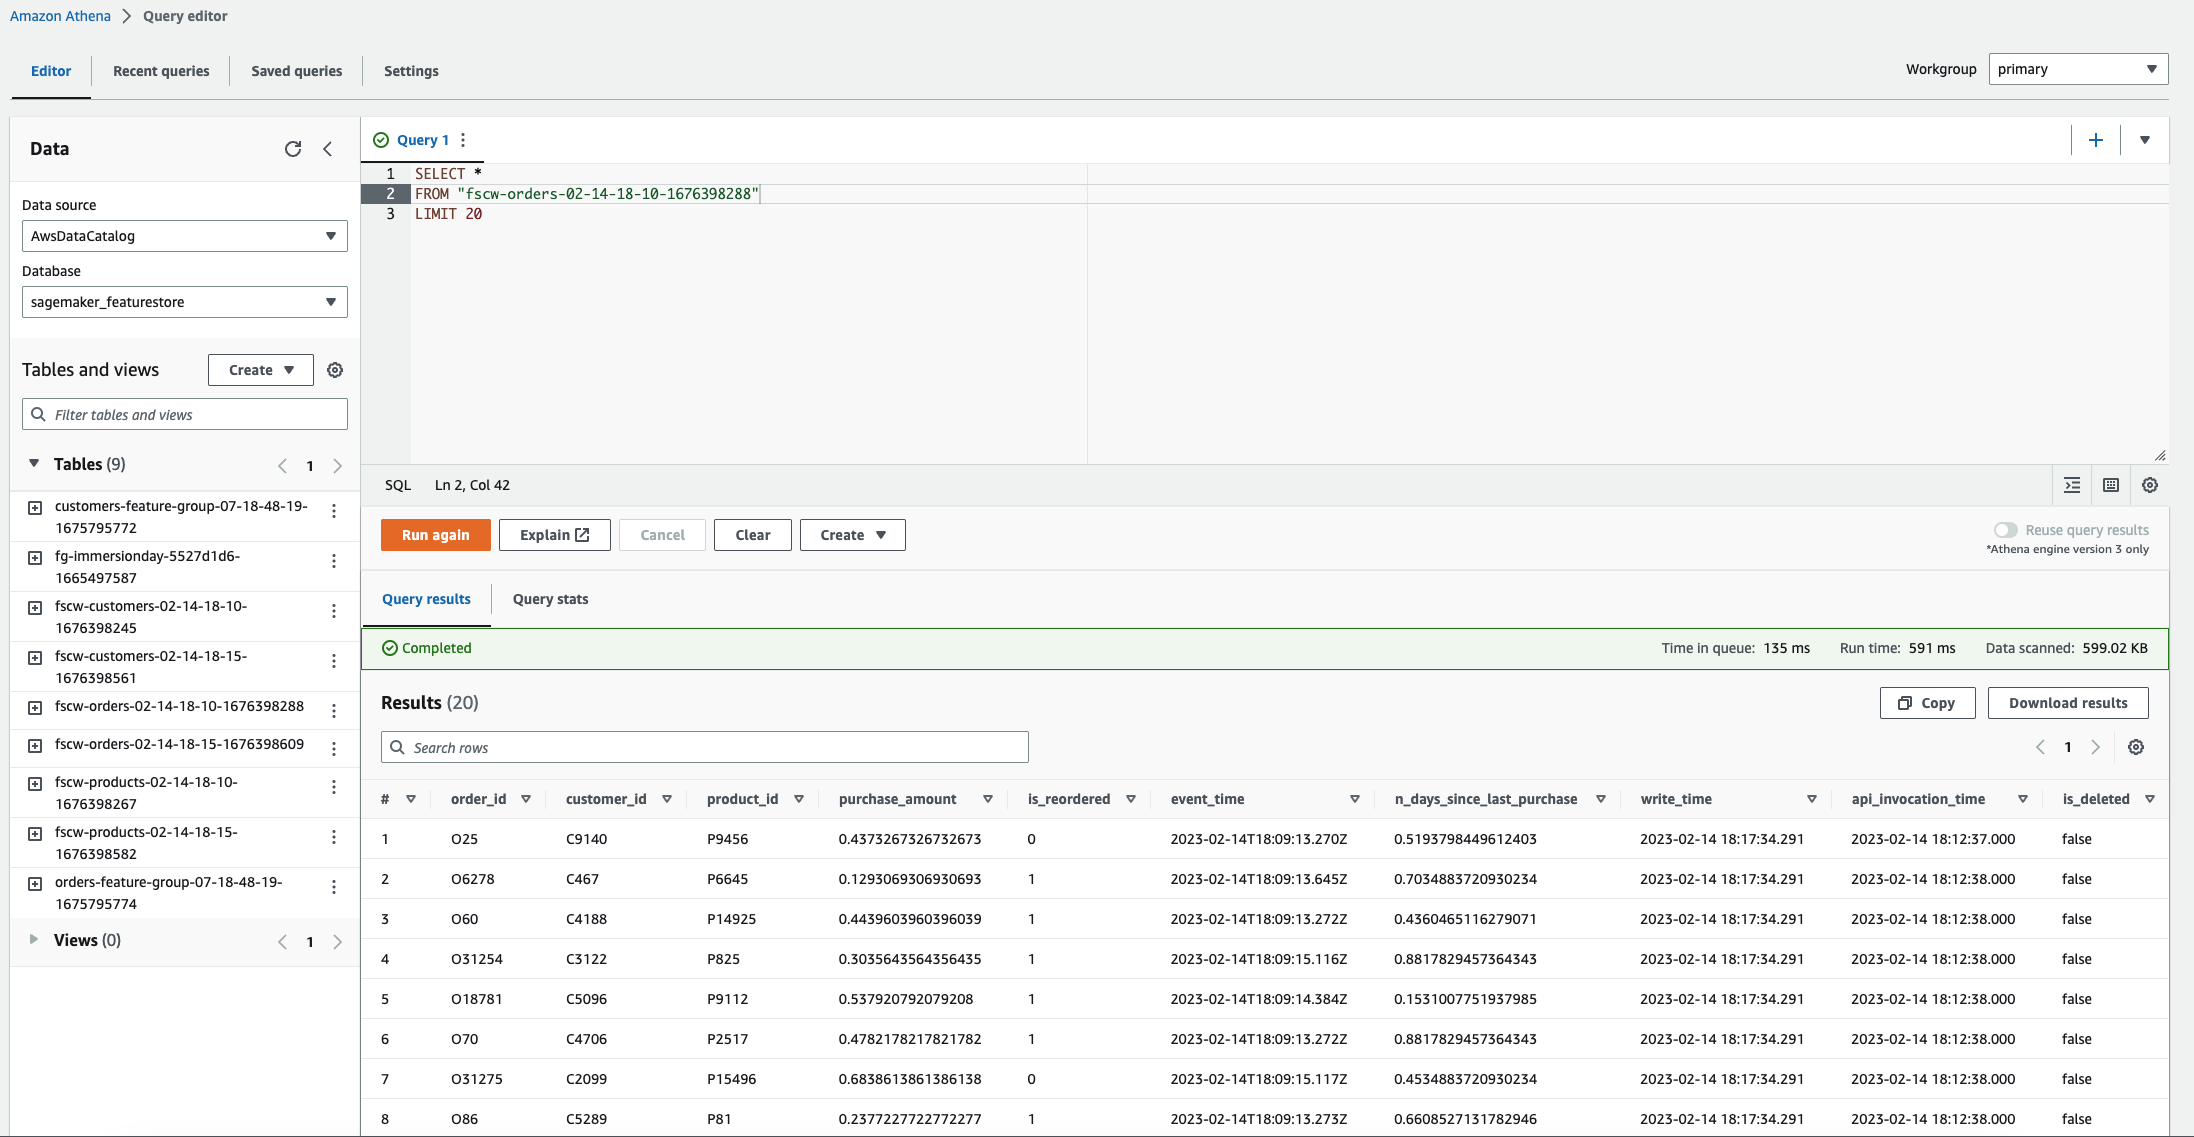 Amazon Athena > Query editor
Editor
Recent queries
Saved queries
Settings
Workgroup
primary
Data
Data source
AwsDataCatalog
Database
sagemaker_featurestore
Tables and views
Create
Filter tables and views
Tables (9)
1
customers-feature-group-07-18-48-19-
1675795772
fg-immersionday-5527d1d6-
1665497587
fscw-customers-02-14-18-10-
1676398245
fscw-customers-02-14-18-15-
1676398561
fscw-orders-02-14-18-10-1676398288
fscw-orders-02-14-18-15-1676398609
fscw-products-02-14-18-10-
1676398267
fscw-products-02-14-18-15-
1676398582
orders-feature-group-07-18-48-19-
1675795774
Views (0)
1
Query 1
1 SELECT *
2 FROM "fscw-orders-02-14-18-10-1676398288"
3 LIMIT 20
SQL Ln 2, Col 42
Run again
Explain
Cancel
Clear
Create
Reuse query results
*Athena engine version 3 only
Query results
Query stats
Completed
Time in queue: 135 ms Run time: 591 ms Data scanned: 599.02 KB
Results (20)
Copy
Download results
Search rows
1
# order_id customer_id product_id purchase_amount is_reordered event_time n_days_since_last_purchase write_time api_invocation_time is_deleted
1 O25 C9140 P9456 0.4373267326732673 0 2023-02-14T18:09:13.270Z 0.5193798449612403 2023-02-14 18:17:34.291 2023-02-14 18:12:37.000 false
2 O6278 C467 P6645 0.1293069306930693 1 2023-02-14T18:09:13.645Z 0.7034883720930234 2023-02-14 18:17:34.291 2023-02-14 18:12:38.000 false
3 O60 C4188 P14925 0.4439603960396039 1 2023-02-14T18:09:13.272Z 0.4360465116279071 2023-02-14 18:17:34.291 2023-02-14 18:12:38.000 false
4 O31254 C3122 P825 0.3035643564356435 1 2023-02-14T18:09:15.116Z 0.8817829457364343 2023-02-14 18:17:34.291 2023-02-14 18:12:38.000 false
5 O18781 C5096 P9112 0.537920792079208 1 2023-02-14T18:09:14.384Z 0.1531007751937985 2023-02-14 18:17:34.291 2023-02-14 18:12:38.000 false
6 O70 C4706 P2517 0.4782178217821782 1 2023-02-14T18:09:13.272Z 0.8817829457364343 2023-02-14 18:17:34.291 2023-02-14 18:12:38.000 false
7 O31275 C2099 P15496 0.6838613861386138 0 2023-02-14T18:09:15.117Z 0.4534883720930234 2023-02-14 18:17:34.291 2023-02-14 18:12:38.000 false
8 O86 C5289 P81 0.2377227722772277 1 2023-02-14T18:09:13.273Z 0.6608527131782946 2023-02-14 18:17:34.291 2023-02-14 18:12:38.000 false